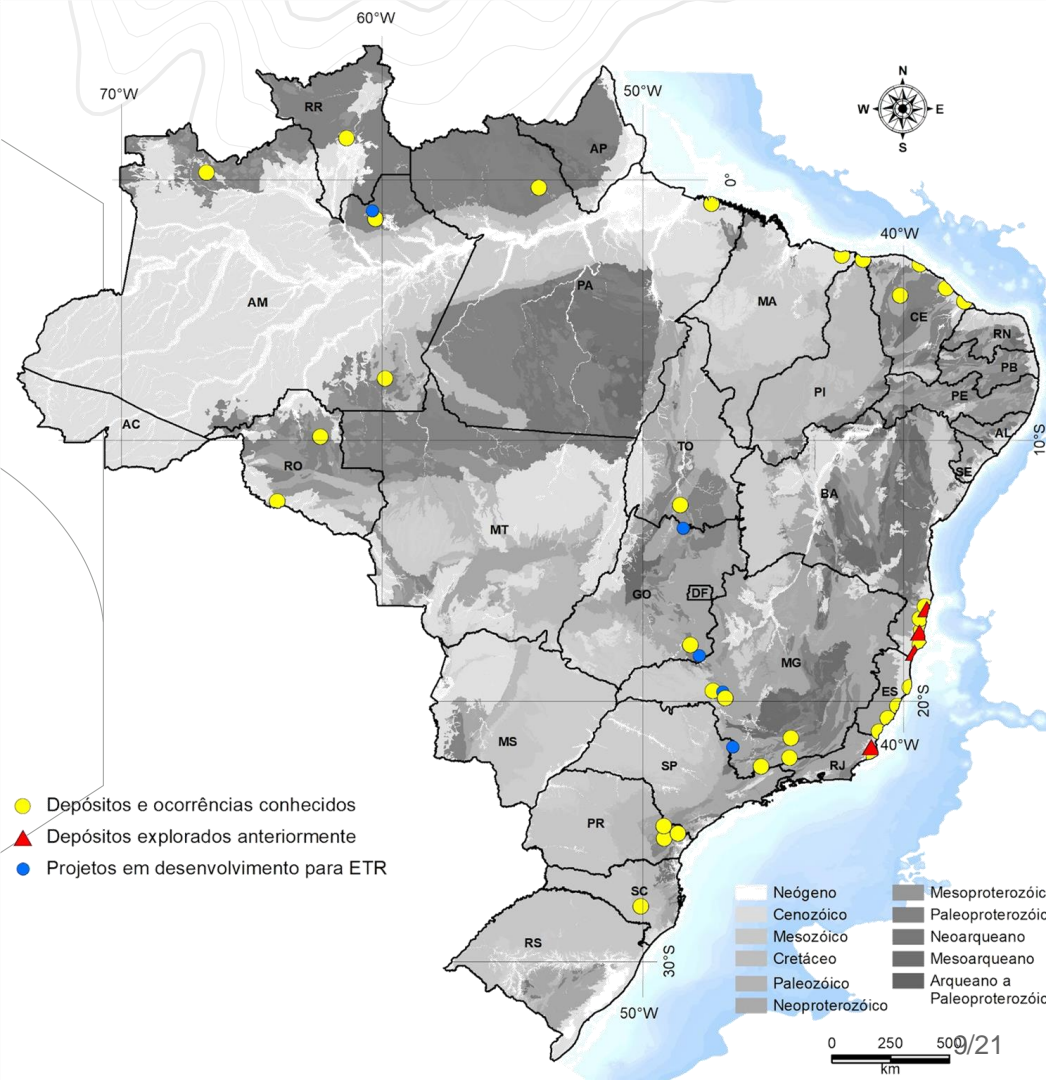 60°W
70°W
50°W
N
W
E
S
RR
AP
0°
40°W
AM
PA
MA
CE
RN
PB
PI
PE
AC
AL
10°S
TO
SE
RO
BA
MT
GO
DF
MG
ES
20°S
MS
40°W
SP
RJ
PR
SC
RS
30°S
50°W
Depósitos e ocorrências conhecidos
Depósitos explorados anteriormente
Projetos em desenvolvimento para ETR
Neógeno
Cenozóico
Mesozóico
Cretáceo
Paleozóico
Neoproterozóico
Mesoproterozóic
Paleoproterozóic
Neoarqueano
Mesoarqueano
Arqueano a
Paleoproterozóic
0 250 500
km
9/21